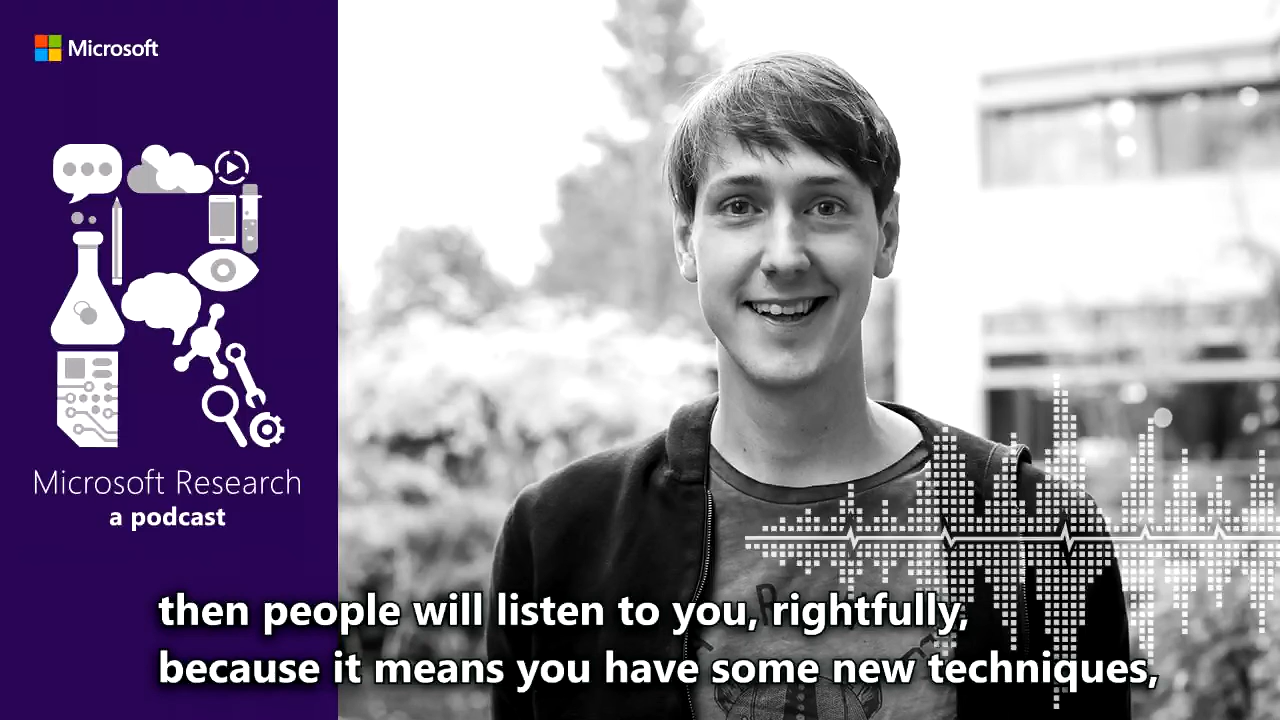 Microsoft
Microsoft Research
a podcast
then people will listen to you, rightfully,
because it means you have some new techniques,